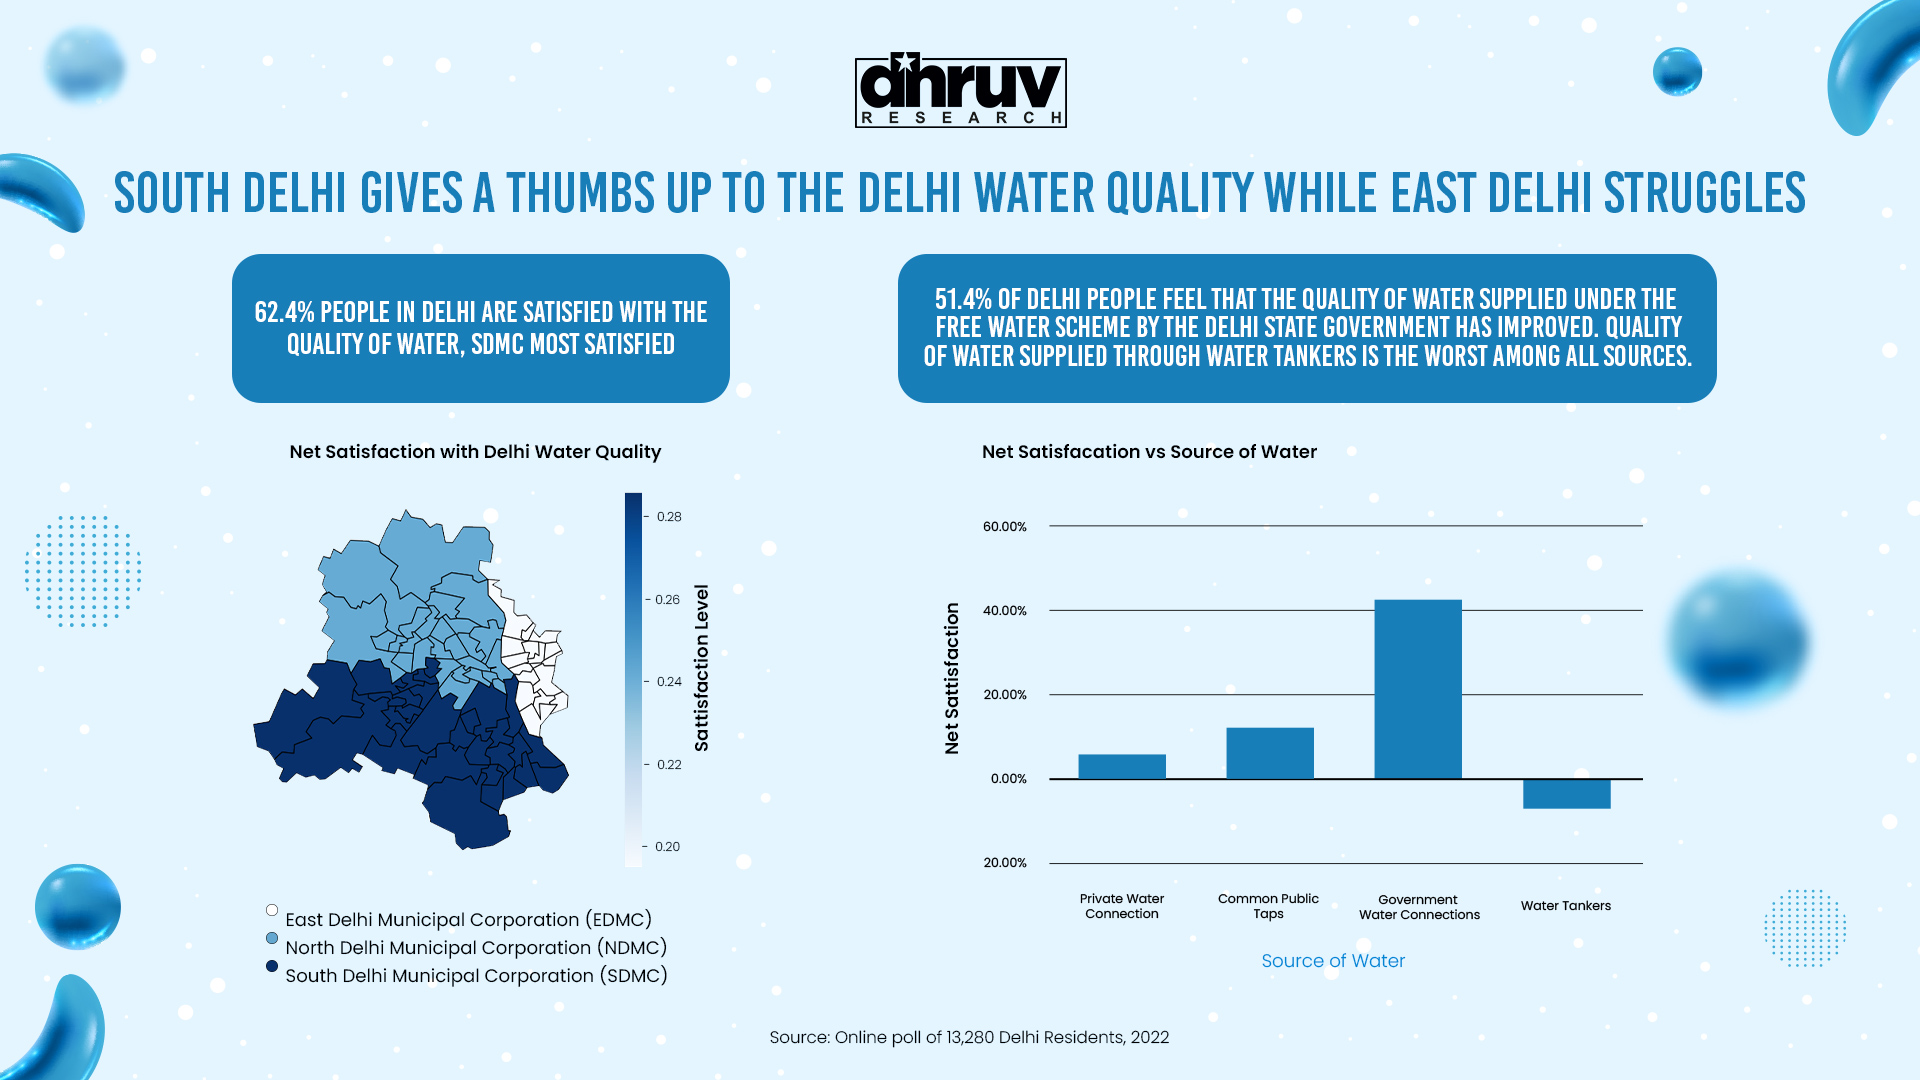 dhruv
RESEARCH
SOUTH DELHI GIVES A THUMBS UP TO THE DELHI WATER QUALITY WHILE EAST DELHI STRUGGLES
62.4% PEOPLE IN DELHI ARE SATISFIED WITH THE
QUALITY OF WATER, SDMC MOST SATISFIED
51.4% OF DELHI PEOPLE FEEL THAT THE QUALITY OF WATER SUPPLIED UNDER THE
FREE WATER SCHEME BY THE DELHI STATE GOVERNMENT HAS IMPROVED. QUALITY
OF WATER SUPPLIED THROUGH WATER TANKERS IS THE WORST AMONG ALL SOURCES.
Net Satisfaction with Delhi Water Quality
0.28
0.26
0.24
0.22
0.20
Sattisfaction Level
East Delhi Municipal Corporation (EDMC)
North Delhi Municipal Corporation (NDMC)
South Delhi Municipal Corporation (SDMC)
Net Satisfacation vs Source of Water
Net Sattisfaction
60.00%
40.00%
20.00%
0.00%
20.00%
Private Water
Connection
Common Public
Taps
Government
Water Connections
Water Tankers
Source of Water
Source: Online poll of 13,280 Delhi Residents, 2022